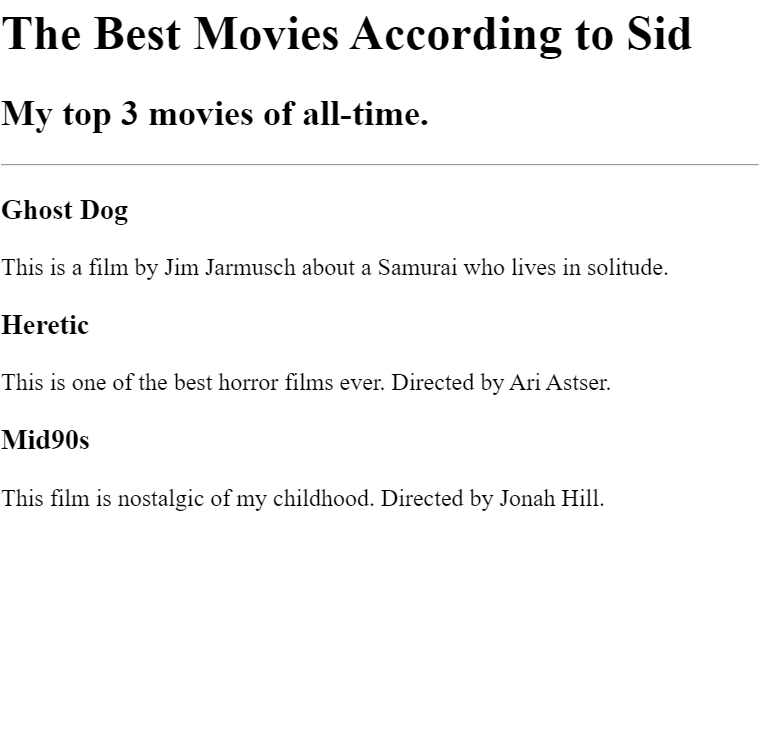 The Best Movies According to Sid
My top 3 movies of all-time.
Ghost Dog
This is a film by Jim Jarmusch about a Samurai who lives in solitude.
Heretic
This is one of the best horror films ever. Directed by Ari Astser.
Mid90s
This film is nostalgic of my childhood. Directed by Jonah Hill.